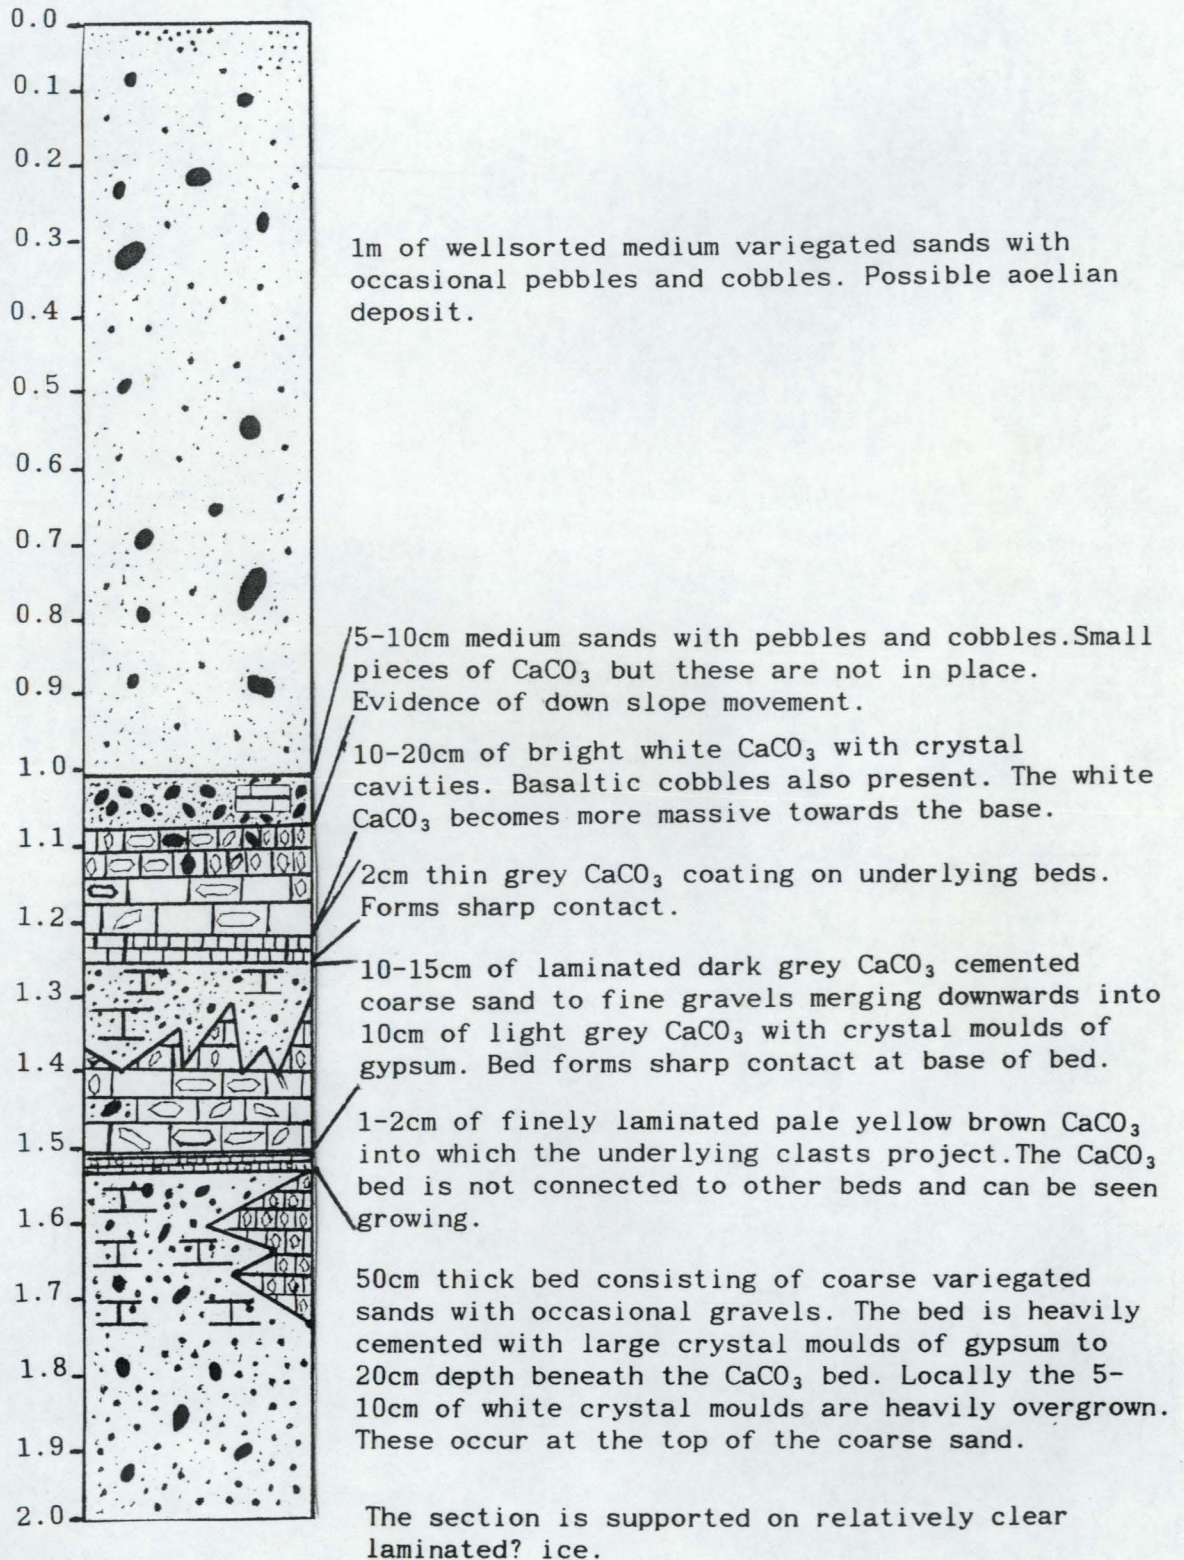 0.0
0.1
0.2
0.3
0.4
0.5
0.6
0.7
0.8
0.9
1.0
1.1
1.2
1.3
1.4
1.5
1.6
1.7
1.8
1.9
2.0
1m of wellsorted medium variegated sands with
occasional pebbles and cobbles. Possible aoelian
deposit.
5-10cm medium sands with pebbles and cobbles.Small
pieces of CaCO₃ but these are not in place.
Evidence of down slope movement.
10-20cm of bright white CaCO₃ with crystal
cavities. Basaltic cobbles also present. The white
CaCO₃ becomes more massive towards the base.
2cm thin grey CaCO₃ coating on underlying beds.
Forms sharp contact.
10-15cm of laminated dark grey CaCO₃ cemented
coarse sand to fine gravels merging downwards into
10cm of light grey CaCO₃ with crystal moulds of
gypsum. Bed forms sharp contact at base of bed.
1-2cm of finely laminated pale yellow brown CaCO₃
into which the underlying clasts project.The CaCO₃
bed is not connected to other beds and can be seen
growing.
50cm thick bed consisting of coarse variegated
sands with occasional gravels. The bed is heavily
cemented with large crystal moulds of gypsum to
20cm depth beneath the CaCO₃ bed. Locally the 5-
10cm of white crystal moulds are heavily overgrown.
These occur at the top of the coarse sand.
The section is supported on relatively clear
laminated? ice.